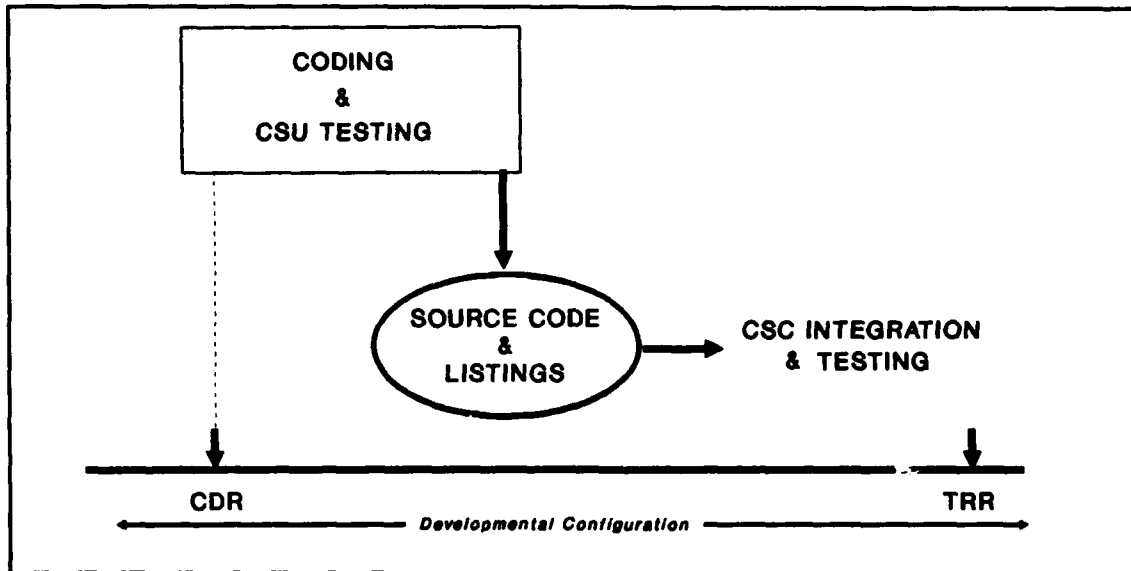 CODING
&
CSU TESTING
SOURCE CODE
&
LISTINGS
CSC INTEGRATION
& TESTING
CDR
TRR
Developmental Configuration